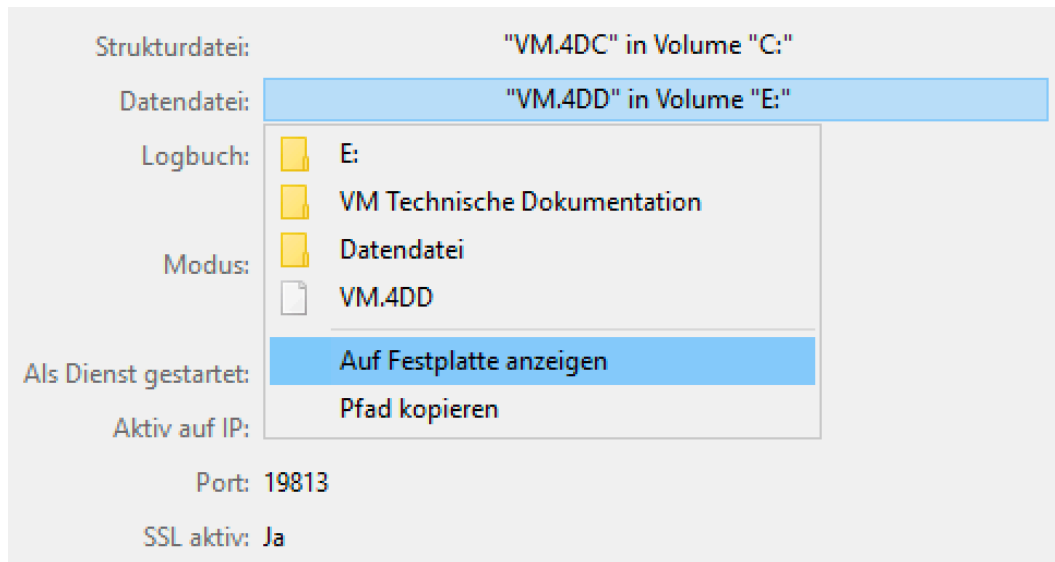 Strukturdatei: "VM.4DC" in Volume "C:"
Datendatei: "VM.4DD" in Volume "E:"
Logbuch: E:
VM Technische Dokumentation
Modus: Datendatei
VM.4DD
Als Dienst gestartet: Auf Festplatte anzeigen
Aktiv auf IP: Pfad kopieren
Port: 19813
SSL aktiv: Ja